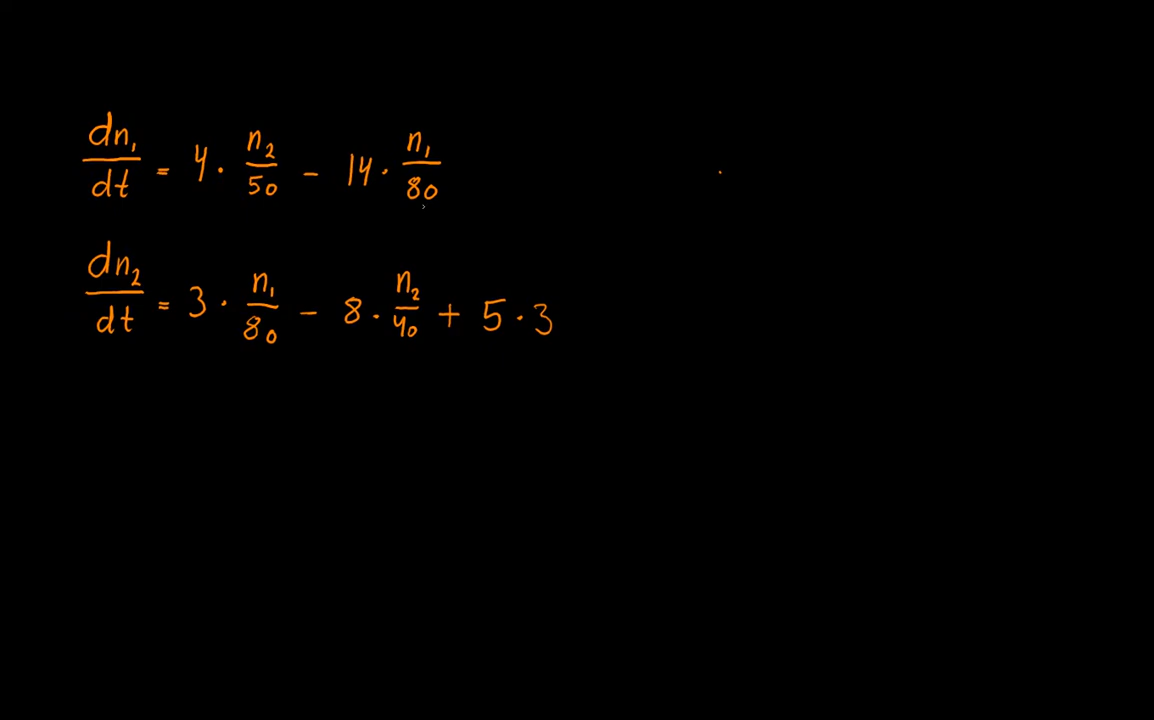 dn₁/dt = 4 · n₂/50 - 14 · n₁/80
dn₂/dt = 3 · n₁/80 - 8 · n₂/40 + 5 · 3